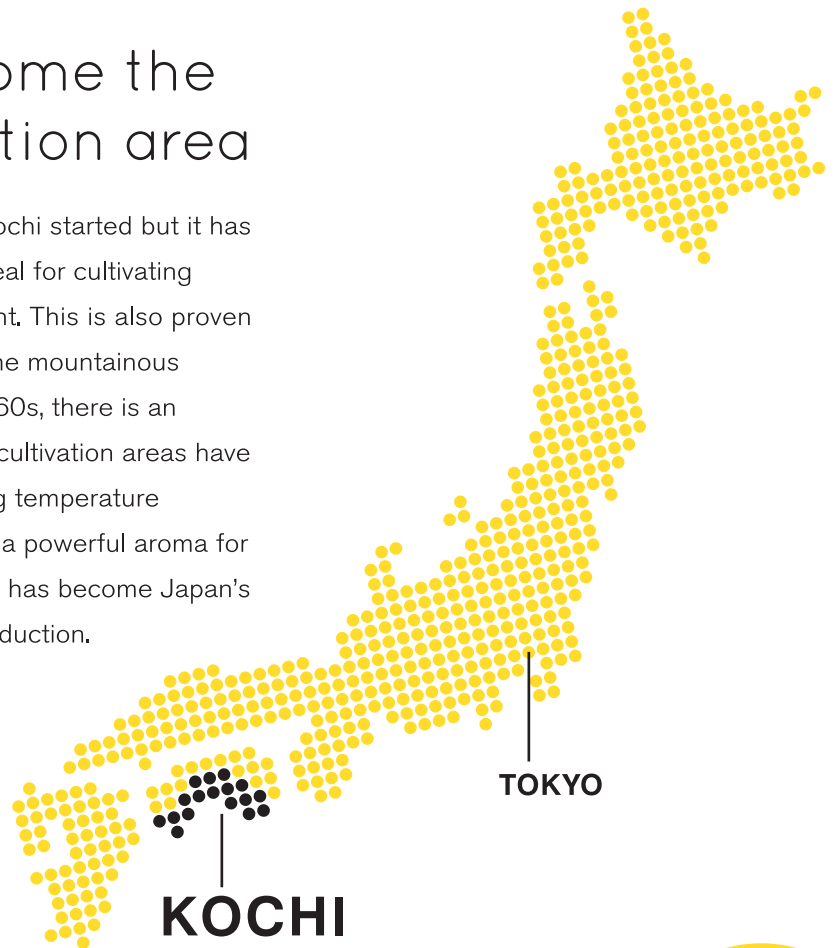 ome the
tion area
ochi started but it has
eal for cultivating
nt. This is also proven
he mountainous
60s, there is an
cultivation areas have
g temperature
a powerful aroma for
has become Japan's
duction.
TOKYO
KOCHI